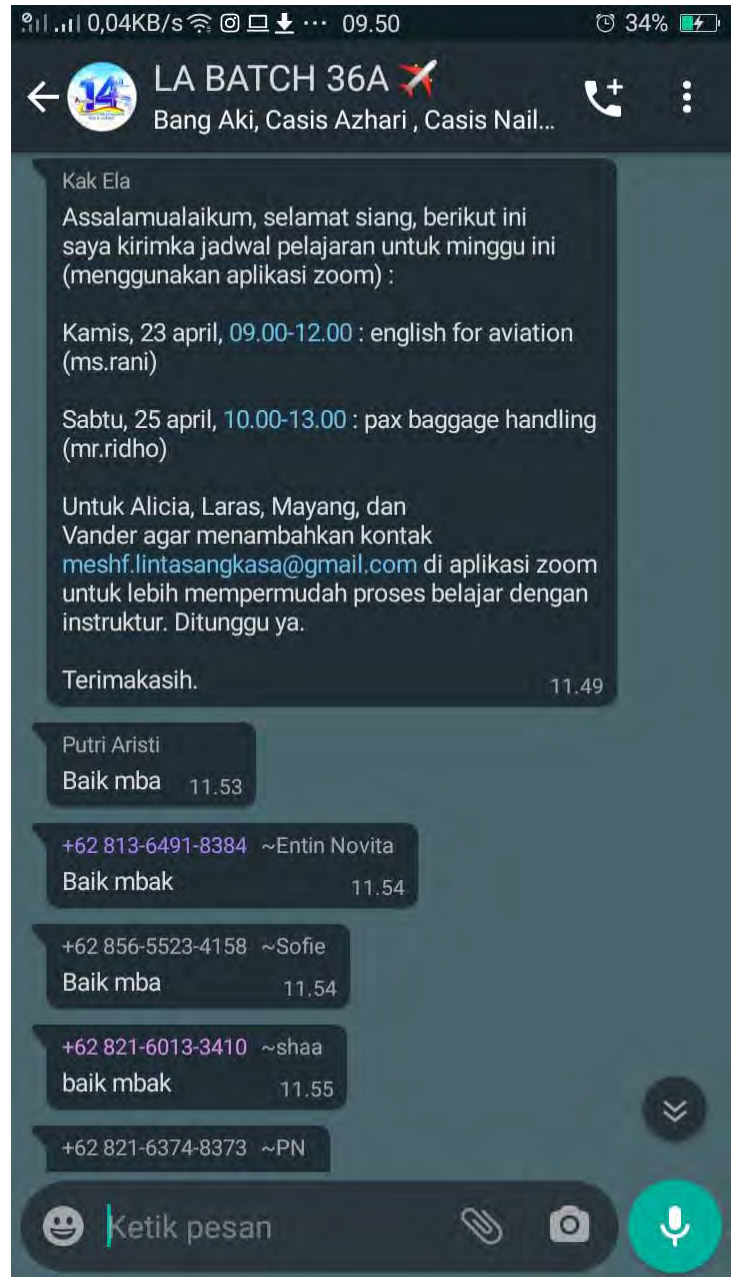 0,04KB/s ... 09.50 34%
LA BATCH 36A
Bang Aki, Casis Azhari , Casis Nail...
Kak Ela
Assalamualaikum, selamat siang, berikut ini
saya kirimka jadwal pelajaran untuk minggu ini
(menggunakan aplikasi zoom) :
Kamis, 23 april, 09.00-12.00 : english for aviation
(ms.rani)
Sabtu, 25 april, 10.00-13.00 : pax baggage handling
(mr.ridho)
Untuk Alicia, Laras, Mayang, dan
Vander agar menambahkan kontak
meshf.lintasangkasa@gmail.com di aplikasi zoom
untuk lebih mempermudah proses belajar dengan
instruktur. Ditunggu ya.
Terimakasih. 11.49
Putri Aristi
Baik mba 11.53
+62 813-6491-8384 ~Entin Novita
Baik mbak 11.54
+62 856-5523-4158 ~Sofie
Baik mba 11.54
+62 821-6013-3410 ~shaa
baik mbak 11.55
+62 821-6374-8373 ~PN
Ketik pesan